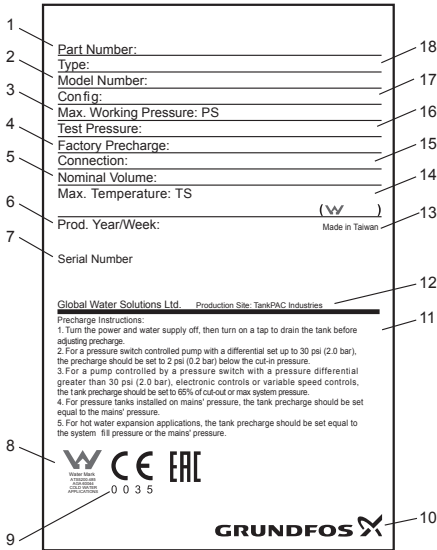 1
Part Number:
18
Type:
2
Model Number:
17
Config:
3
Max. Working Pressure: PS
16
Test Pressure:
4
Factory Precharge:
15
Connection:
5
Nominal Volume:
14
Max. Temperature: TS
6
(W )
13
Prod. Year/Week:
Made in Taiwan
7
Serial Number
12
Global Water Solutions Ltd. Production Site: TankPAC Industries
11
Precharge Instructions:
1. Turn the power and water supply off, then turn on a tap to drain the tank before
adjusting precharge.
2. For a pressure switch controlled pump with a differential set up to 30 psi (2.0 bar),
the precharge should be set to 2 psi (0.2 bar) below the cut-in pressure.
3. For a pump controlled by a pressure switch with a pressure differential
greater than 30 psi (2.0 bar), electronic controls or variable speed controls,
the tank precharge should be set to 65% of cut-out or max system pressure.
4. For pressure tanks installed on mains' pressure, the tank precharge should be set
equal to the mains' pressure.
5. For hot water expansion applications, the tank precharge should be set equal to
the system fill pressure or the mains' pressure.
8
W CE EAC
Water Mark
COLD WATER
APPLICATIONS
0 0 3 5
9
10
GRUNDFOS X